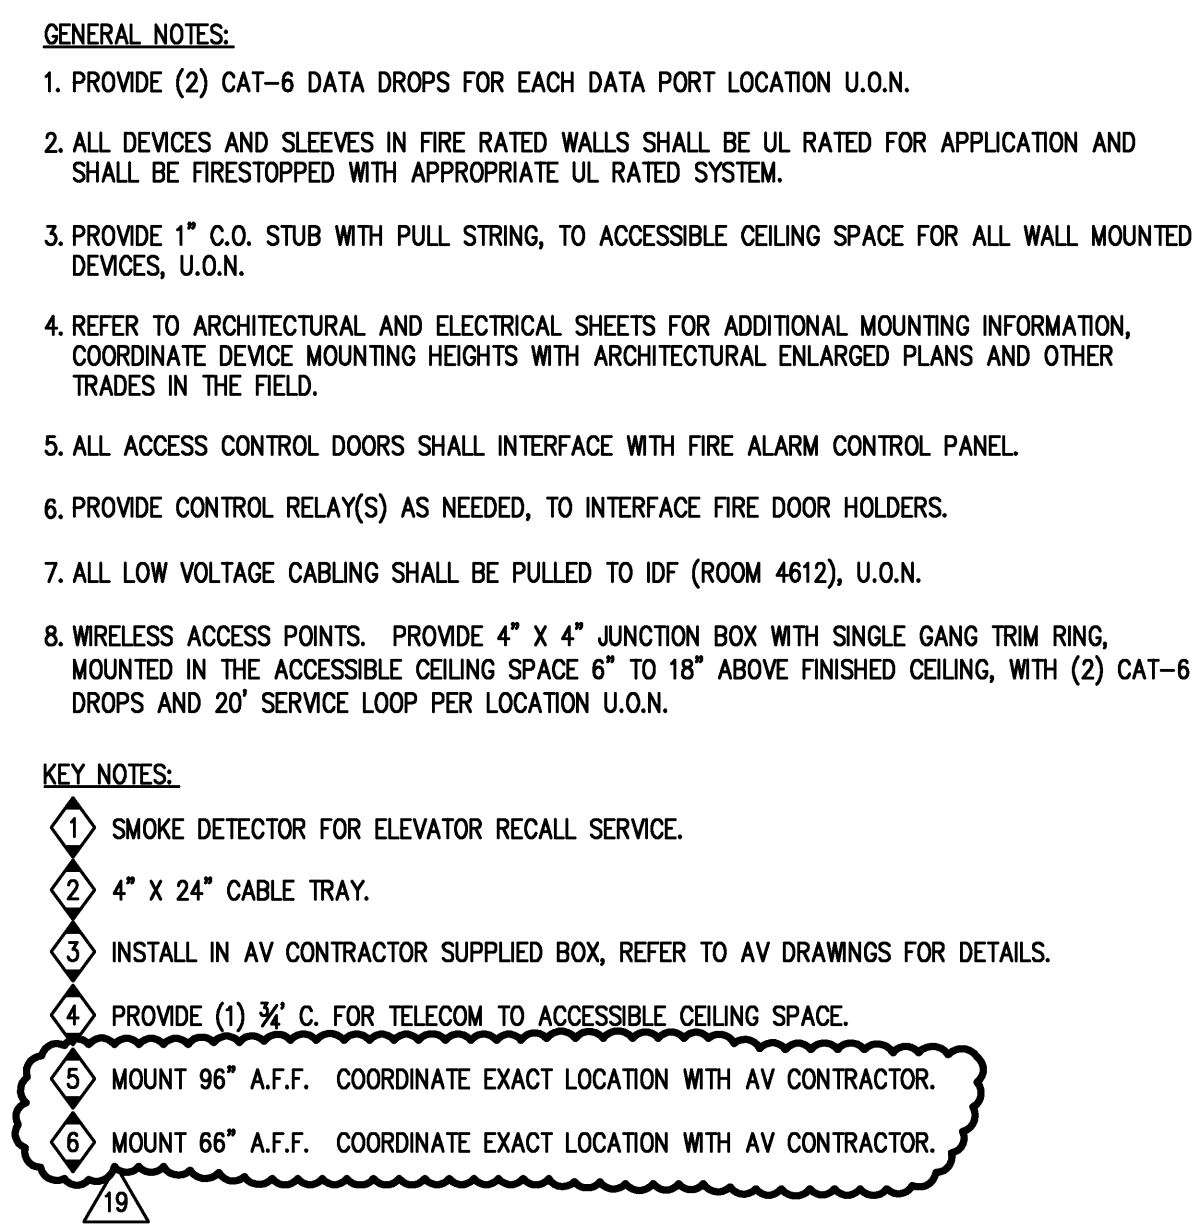 GENERAL NOTES:
1. PROVIDE (2) CAT-6 DATA DROPS FOR EACH DATA PORT LOCATION U.O.N.
2. ALL DEVICES AND SLEEVES IN FIRE RATED WALLS SHALL BE UL RATED FOR APPLICATION AND
SHALL BE FIRESTOPPED WITH APPROPRIATE UL RATED SYSTEM.
3. PROVIDE 1" C.O. STUB WITH PULL STRING, TO ACCESSIBLE CEILING SPACE FOR ALL WALL MOUNTED
DEVICES, U.O.N.
4. REFER TO ARCHITECTURAL AND ELECTRICAL SHEETS FOR ADDITIONAL MOUNTING INFORMATION,
COORDINATE DEVICE MOUNTING HEIGHTS WITH ARCHITECTURAL ENLARGED PLANS AND OTHER
TRADES IN THE FIELD.
5. ALL ACCESS CONTROL DOORS SHALL INTERFACE WITH FIRE ALARM CONTROL PANEL.
6. PROVIDE CONTROL RELAY(S) AS NEEDED, TO INTERFACE FIRE DOOR HOLDERS.
7. ALL LOW VOLTAGE CABLING SHALL BE PULLED TO IDF (ROOM 4612), U.O.N.
8. WIRELESS ACCESS POINTS. PROVIDE 4" X 4" JUNCTION BOX WITH SINGLE GANG TRIM RING,
MOUNTED IN THE ACCESSIBLE CEILING SPACE 6" TO 18" ABOVE FINISHED CEILING, WITH (2) CAT-6
DROPS AND 20' SERVICE LOOP PER LOCATION U.O.N.
KEY NOTES:
1 SMOKE DETECTOR FOR ELEVATOR RECALL SERVICE.
2 4" X 24" CABLE TRAY.
3 INSTALL IN AV CONTRACTOR SUPPLIED BOX, REFER TO AV DRAWINGS FOR DETAILS.
4 PROVIDE (1) ¾' C. FOR TELECOM TO ACCESSIBLE CEILING SPACE.
5 MOUNT 96" A.F.F. COORDINATE EXACT LOCATION WITH AV CONTRACTOR.
6 MOUNT 66" A.F.F. COORDINATE EXACT LOCATION WITH AV CONTRACTOR.
19